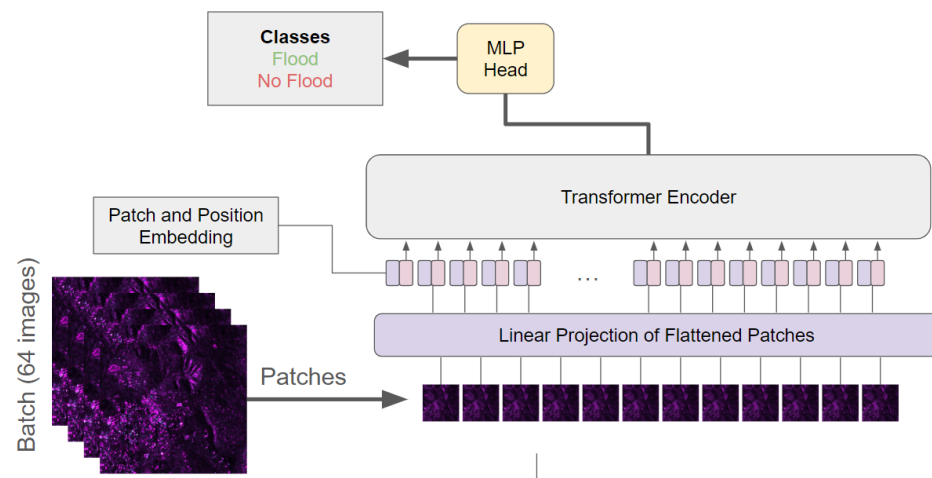 Classes
Flood
No Flood
MLP
Head
Transformer Encoder
Patch and Position
Embedding
...
Linear Projection of Flattened Patches
Batch (64 images)
Patches